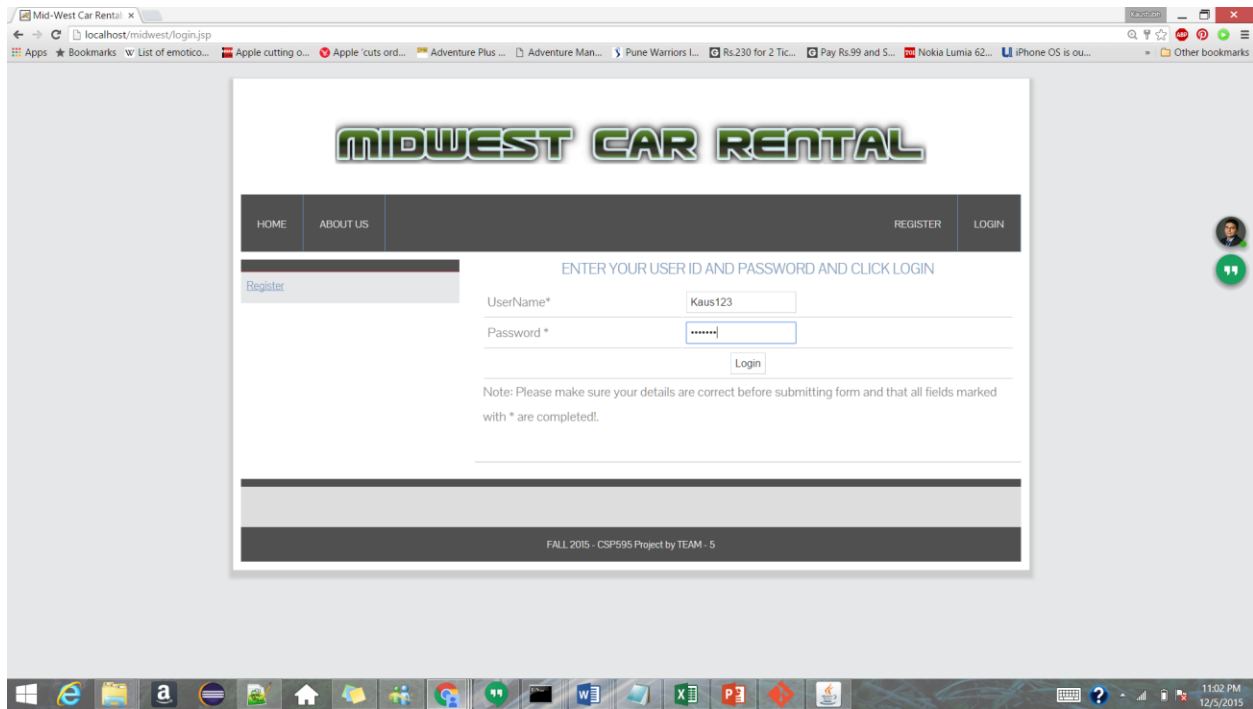 Mid-West Car Rental
Kaustubh
localhost/midwest/login.jsp
Apps Bookmarks W List of emotico... Apple cutting o... Apple 'cuts ord... Adventure Plus ... Adventure Man... Pune Warriors I... Rs.230 for 2 Tic... Pay Rs.99 and S... Nokia Lumia 62... iPhone OS is ou... » Other bookmarks
MIDWEST CAR RENTAL
HOME ABOUT US REGISTER LOGIN
Register
ENTER YOUR USER ID AND PASSWORD AND CLICK LOGIN
UserName* Kaus123
Password * •••••••
Login
Note: Please make sure your details are correct before submitting form and that all fields marked
with * are completed!.
FALL 2015 - CSP595 Project by TEAM - 5
11:02 PM
12/5/2015